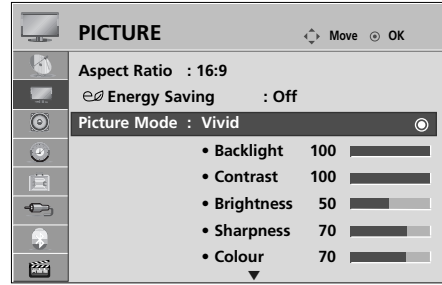 PICTURE
Move OK
Aspect Ratio : 16:9
Energy Saving : Off
Picture Mode : Vivid
• Backlight 100
• Contrast 100
• Brightness 50
• Sharpness 70
• Colour 70